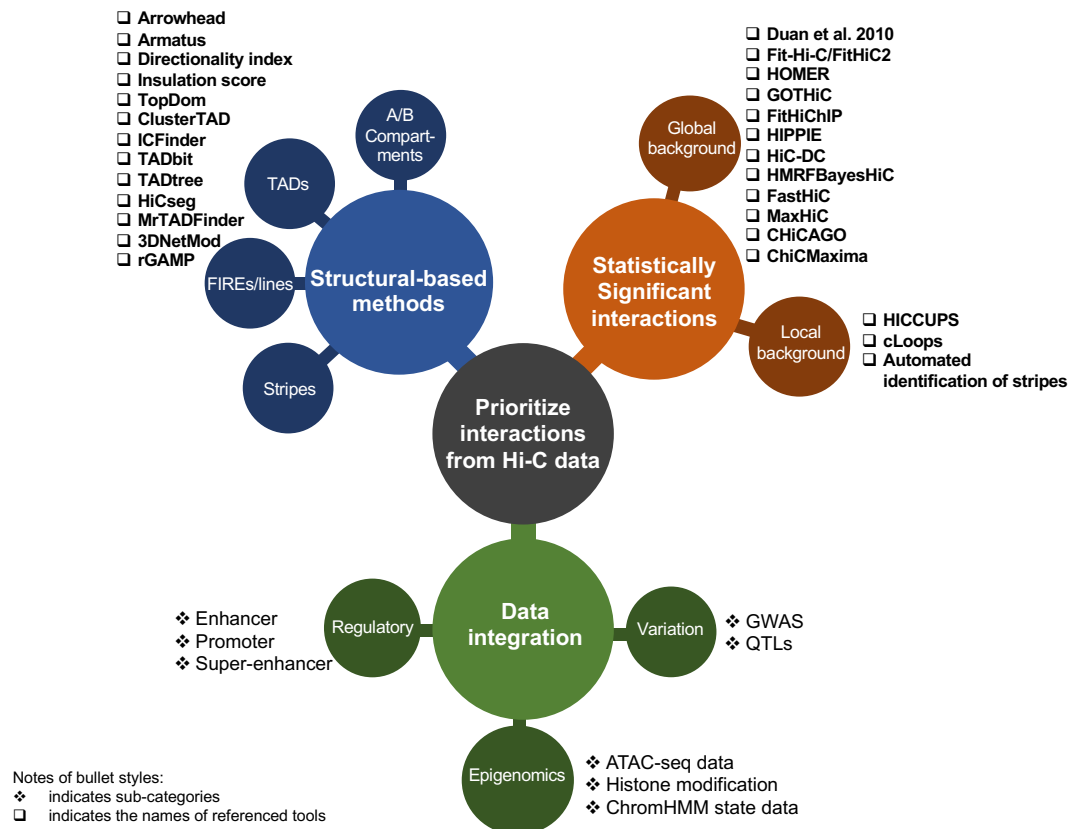 ❑ Arrowhead
❑ Armatus
❑ Directionality index
❑ Insulation score
❑ TopDom
❑ ClusterTAD
❑ ICFinder
❑ TADbit
❑ TADtree
❑ HiCseg
❑ MrTADFinder
❑ 3DNetMod
❑ rGAMP
A/B
Compart-
ments
TADs
FIREs/lines
Stripes
Structural-based
methods
❑ Duan et al. 2010
❑ Fit-Hi-C/FitHiC2
❑ HOMER
❑ GOTHiC
❑ FitHiChIP
❑ HIPPIE
❑ HiC-DC
❑ HMRFBayesHiC
❑ FastHiC
❑ MaxHiC
❑ CHiCAGO
❑ ChiCMaxima
Global
background
Statistically
Significant
interactions
Local
background
❑ HICCUPS
❑ cLoops
❑ Automated
identification of stripes
Prioritize
interactions
from Hi-C data
Data
integration
Regulatory
❖ Enhancer
❖ Promoter
❖ Super-enhancer
Variation
❖ GWAS
❖ QTLs
Epigenomics
❖ ATAC-seq data
❖ Histone modification
❖ ChromHMM state data
Notes of bullet styles:
❖ indicates sub-categories
❑ indicates the names of referenced tools